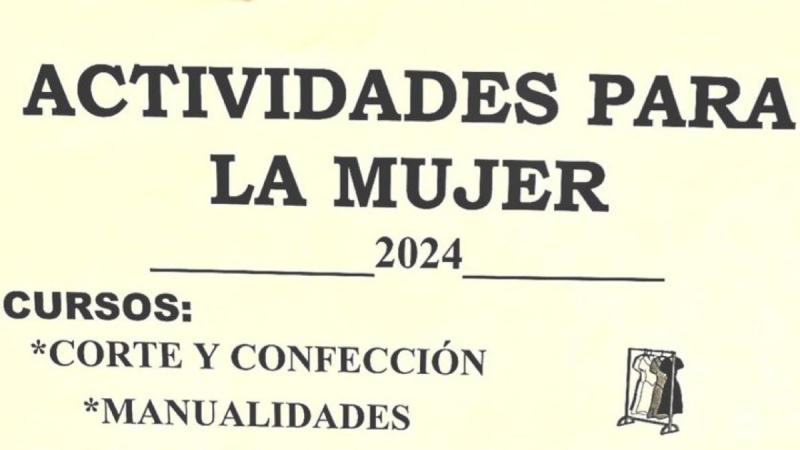 ACTIVIDADES PARA
LA MUJER
2024
CURSOS:
*CORTE Y CONFECCIÓN
*MANUALIDADES